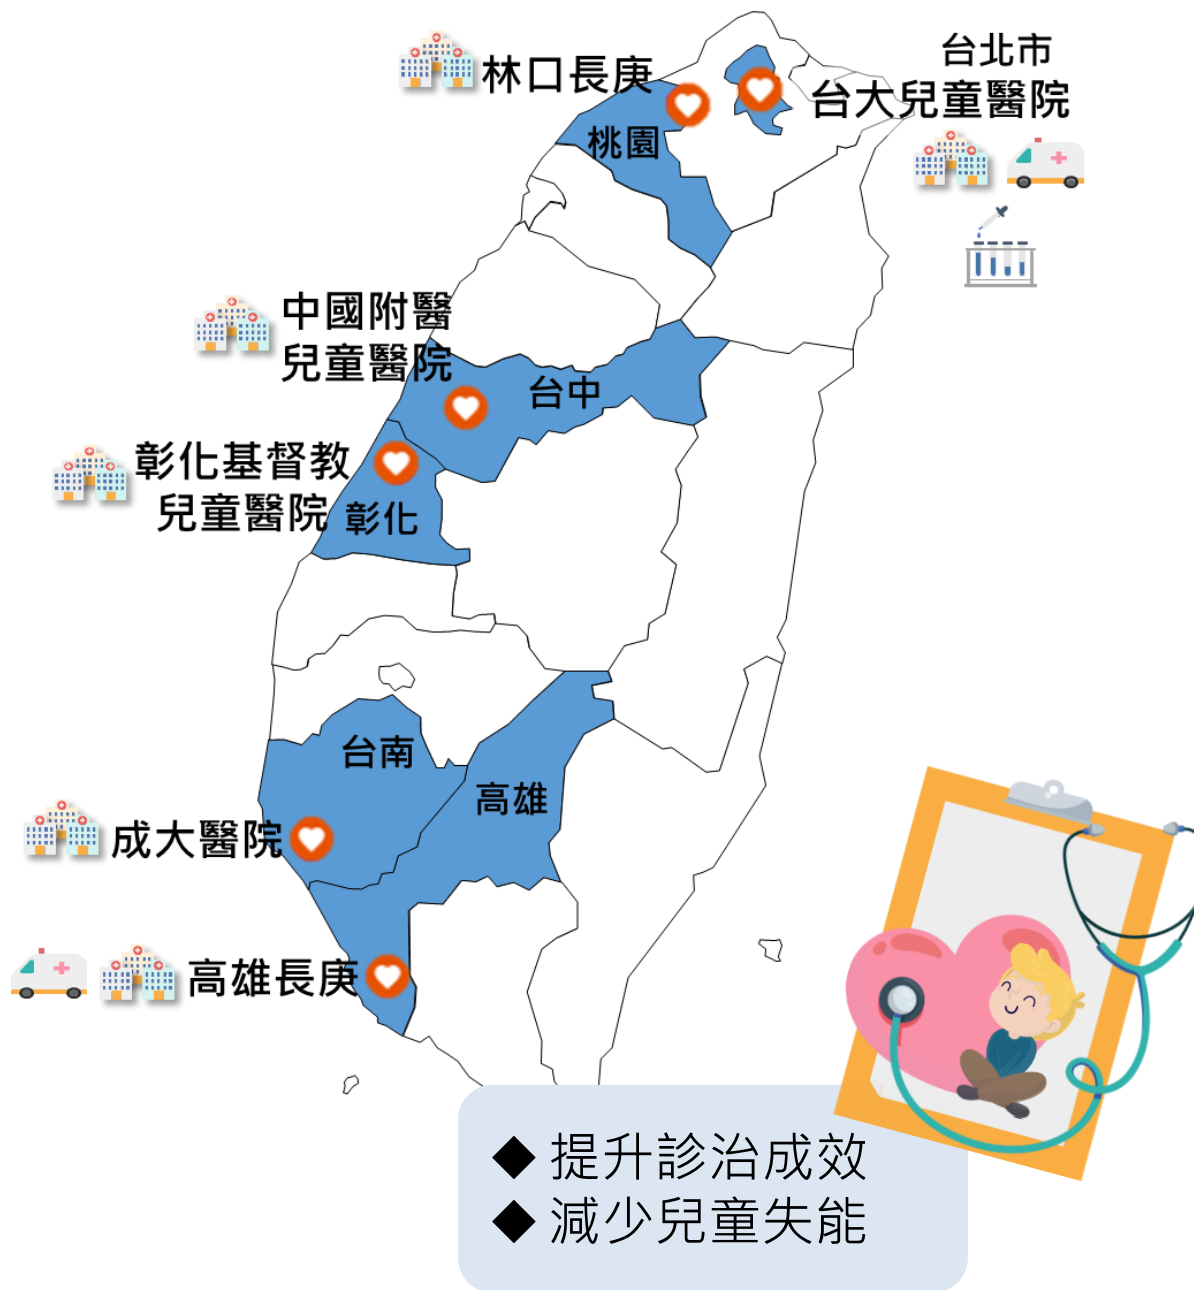 林口長庚
台北市
台大兒童醫院
桃園
中國附醫
兒童醫院
台中
彰化基督教
兒童醫院
彰化
台南
高雄
成大醫院
高雄長庚
◆ 提升診治成效
◆ 減少兒童失能